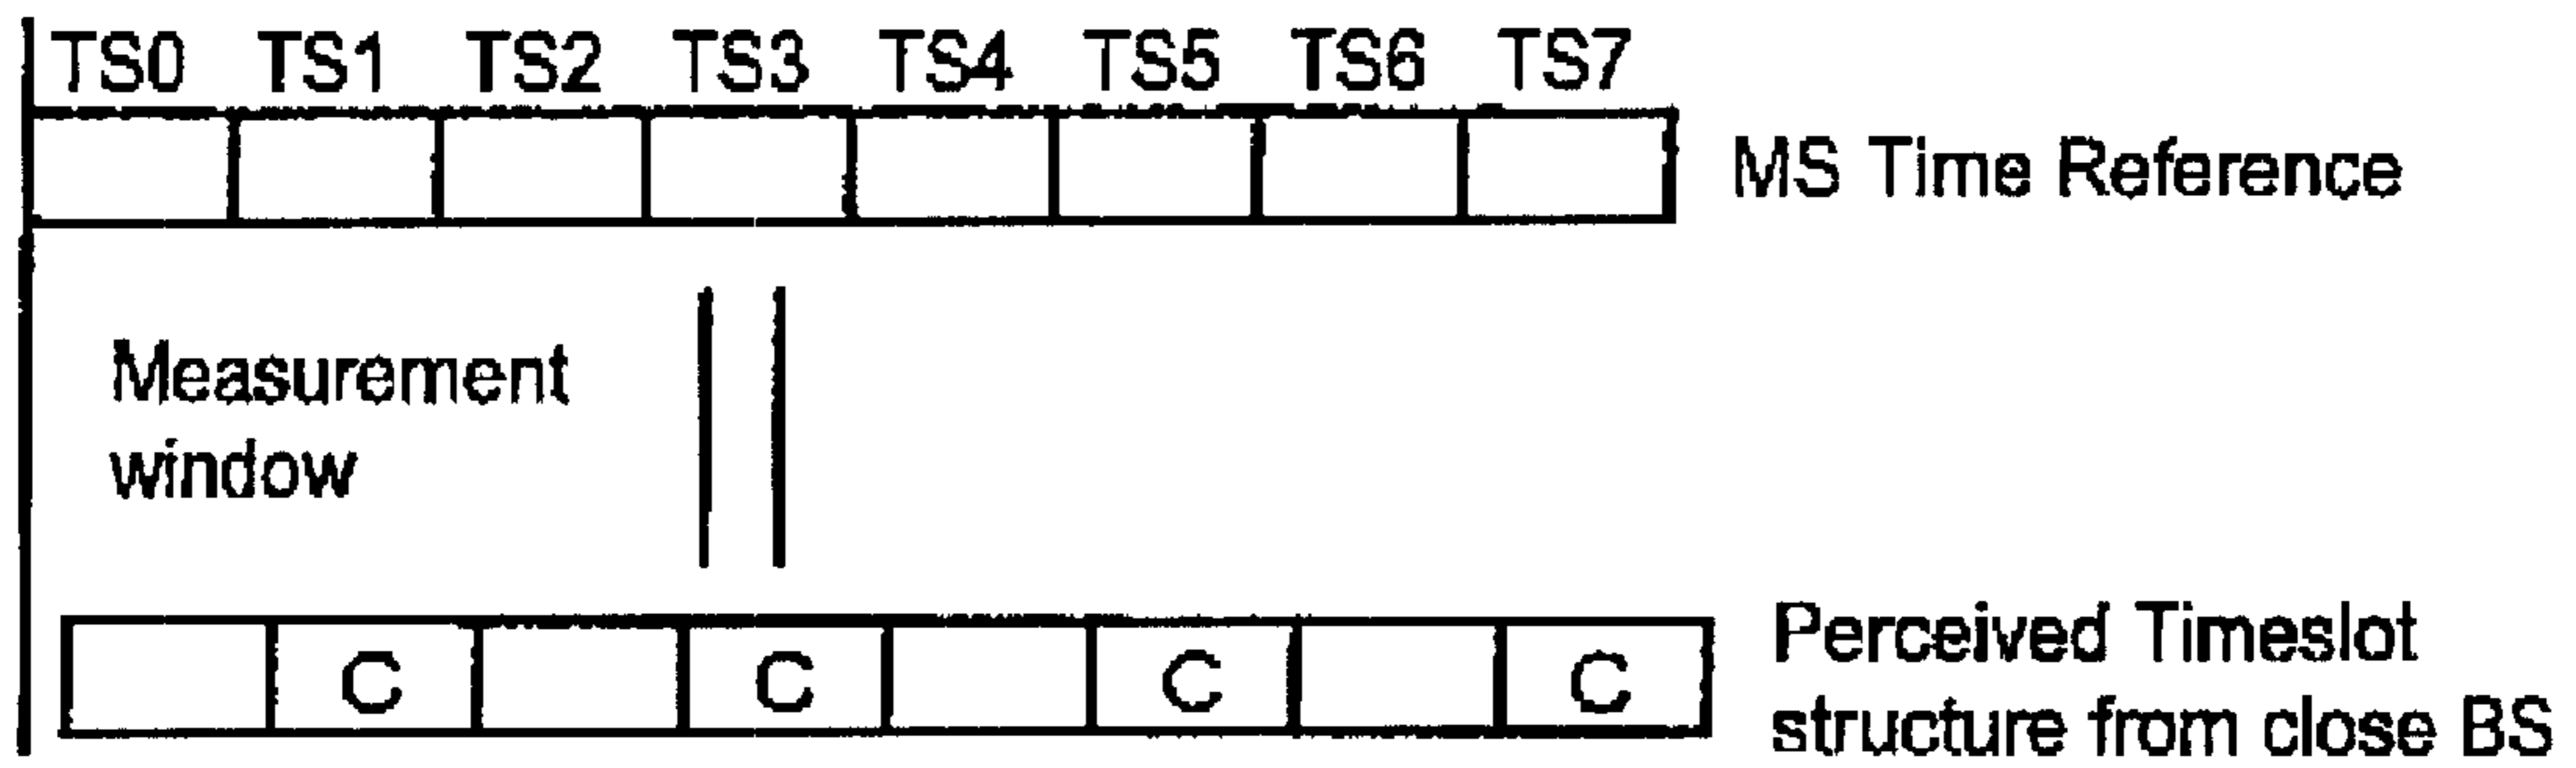 TS0 TS1 TS2 TS3 TS4 TS5 TS6 TS7
MS Time Reference
Measurement
window
C C C C
Perceived Timeslot
structure from close BS